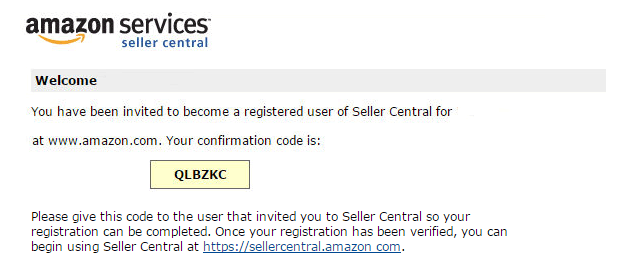 amazon services
seller central
Welcome
You have been invited to become a registered user of Seller Central for
at www.amazon.com. Your confirmation code is:
QLBZKC
Please give this code to the user that invited you to Seller Central so your
registration can be completed. Once your registration has been verified, you can
begin using Seller Central at https://sellercentral.amazon com.